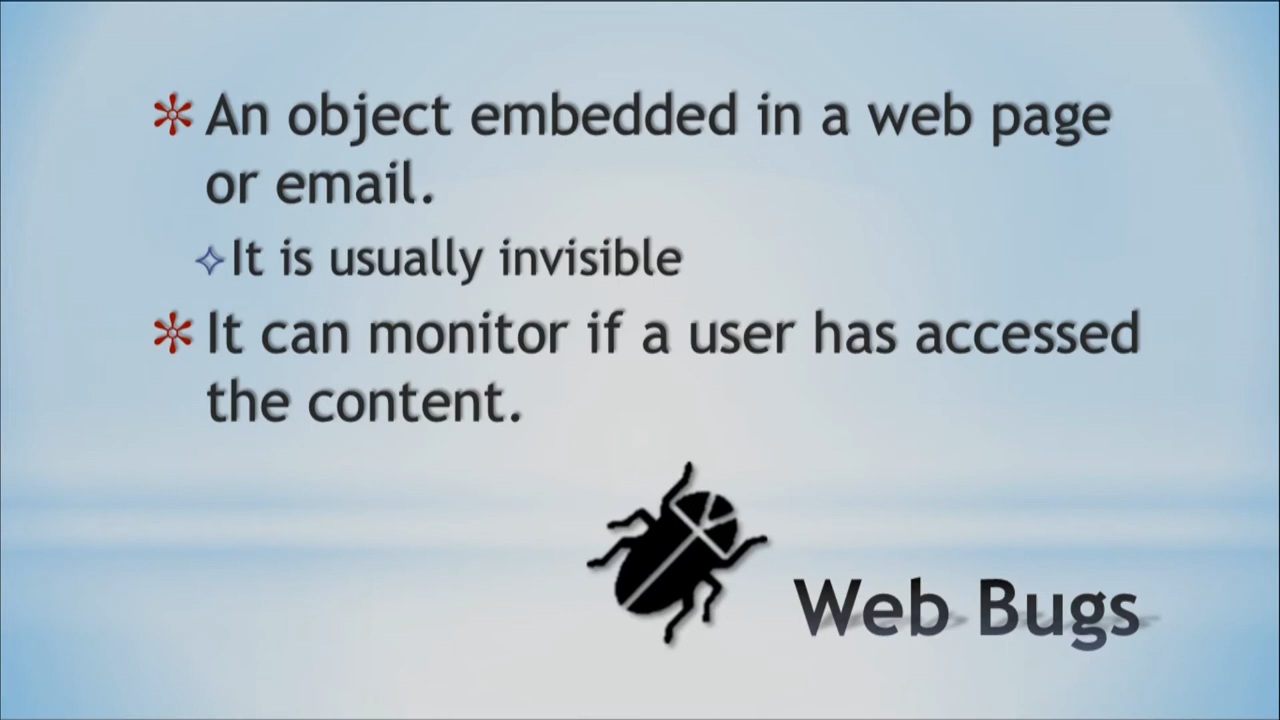 An object embedded in a web page
or email.
It is usually invisible
It can monitor if a user has accessed
the content.
Web Bugs